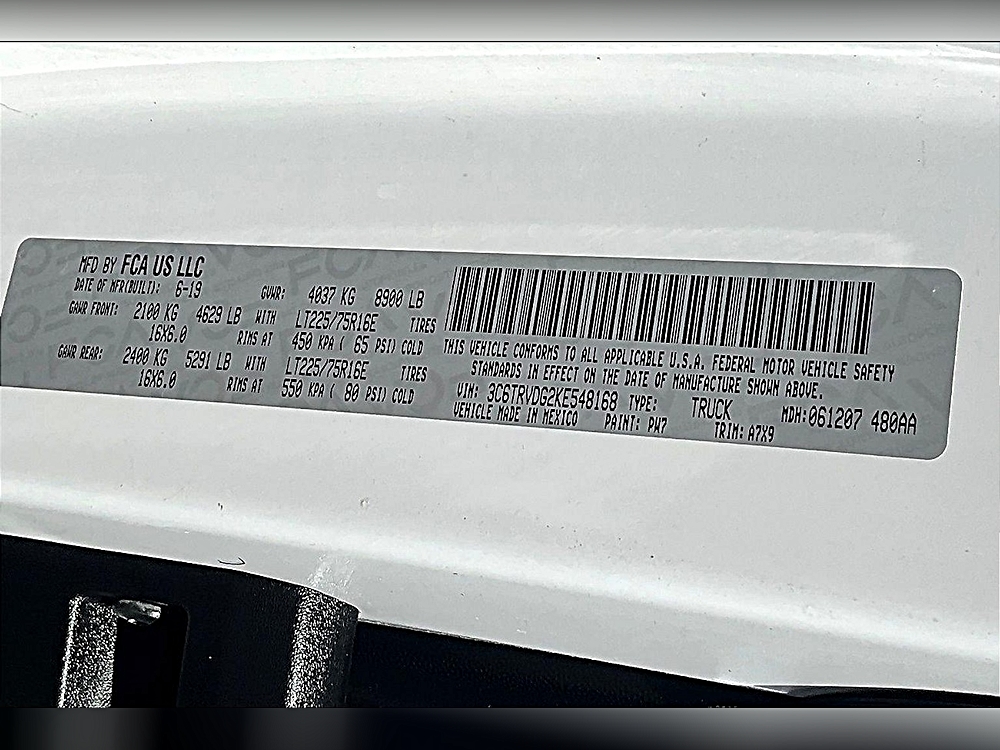 MFD BY FCA US LLC
DATE OF MFR(BUILT): 6-19 GVWR: 4037 KG 8900 LB
GAWR FRONT: 2100 KG 4629 LB WITH LT225/75R16E TIRES
16X6.0 RIMS AT 450 KPA ( 65 PSI) COLD
GAWR REAR: 2400 KG 5291 LB WITH LT225/75R16E TIRES
16X6.0 RIMS AT 550 KPA ( 80 PSI) COLD
THIS VEHICLE CONFORMS TO ALL APPLICABLE U.S.A. FEDERAL MOTOR VEHICLE SAFETY
STANDARDS IN EFFECT ON THE DATE OF MANUFACTURE SHOWN ABOVE.
VIN: 3C6TRVDG2KE548168 TYPE: TRUCK MDH:061207 480AA
VEHICLE MADE IN MEXICO PAINT: PW7 TRIM: A7X9